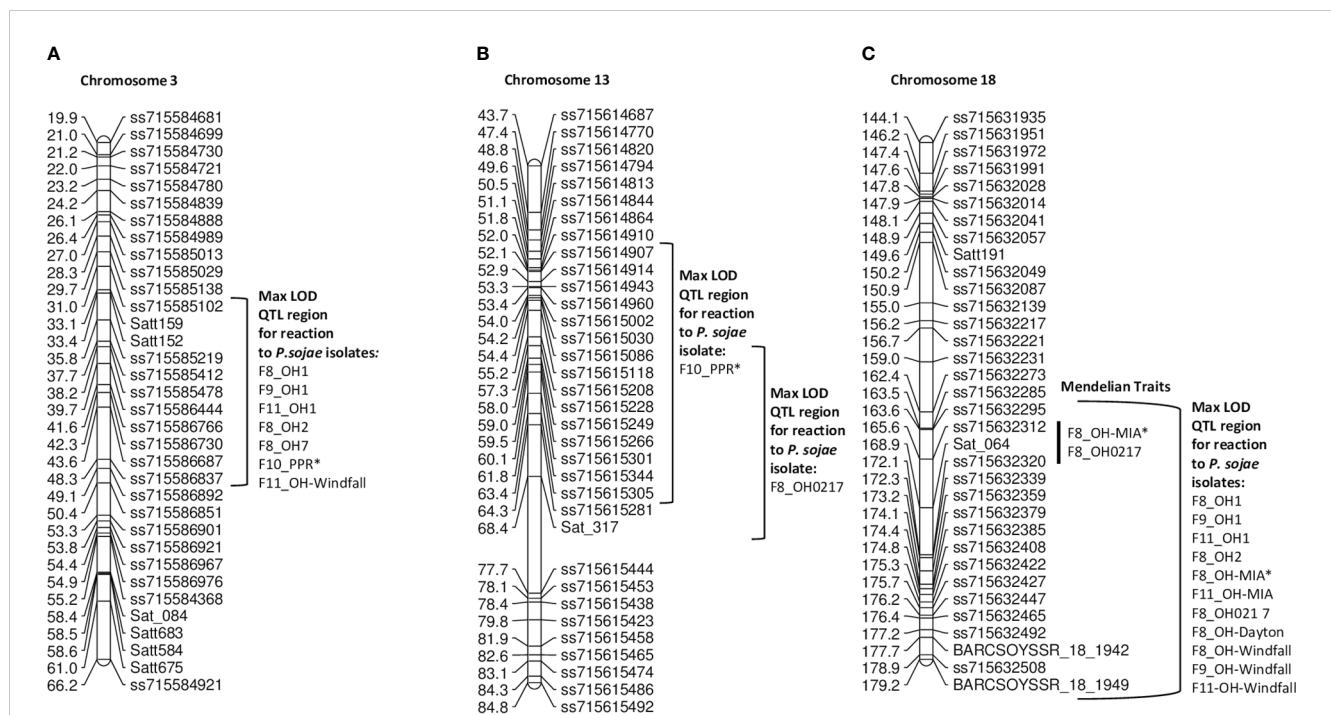 A
Chromosome 3
19.9 ss715584681
21.0 ss715584699
21.2 ss715584730
22.0 ss715584721
23.2 ss715584780
24.2 ss715584839
26.1 ss715584888
26.4 ss715584989
27.0 ss715585013
28.3 ss715585029
29.7 ss715585138
31.0 ss715585102
33.1 Satt159
33.4 Satt152
35.8 ss715585219
37.7 ss715585412
38.2 ss715585478
39.7 ss715586444
41.6 ss715586766
42.3 ss715586730
43.6 ss715586687
48.3 ss715586837
49.1 ss715586892
50.4 ss715586851
53.3 ss715586901
53.8 ss715586921
54.4 ss715586967
54.9 ss715586976
55.2 ss715584368
58.4 Sat_084
58.5 Satt683
58.6 Satt584
61.0 Satt675
66.2 ss715584921
Max LOD
QTL region
for reaction
to P.sojae isolates:
F8_OH1
F9_OH1
F11_OH1
F8_OH2
F8_OH7
F10_PPR*
F11_OH-Windfall
B
Chromosome 13
43.7 ss715614687
47.4 ss715614770
48.8 ss715614820
49.6 ss715614794
50.5 ss715614813
51.1 ss715614844
51.8 ss715614864
52.0 ss715614910
52.1 ss715614907
52.9 ss715614914
53.3 ss715614943
53.4 ss715614960
54.0 ss715615002
54.2 ss715615030
54.4 ss715615086
55.2 ss715615118
57.3 ss715615208
58.0 ss715615228
59.0 ss715615249
59.5 ss715615266
60.1 ss715615301
61.8 ss715615344
63.4 ss715615305
64.3 ss715615281
68.4 Sat_317
77.7 ss715615444
78.1 ss715615453
78.4 ss715615438
79.8 ss715615423
81.9 ss715615458
82.6 ss715615465
83.1 ss715615474
84.3 ss715615486
84.8 ss715615492
Max LOD
QTL region
for reaction
to P. sojae
isolate:
F10_PPR*
Max LOD
QTL region
for reaction
to P. sojae
isolate:
F8_OH0217
C
Chromosome 18
144.1 ss715631935
146.2 ss715631951
147.4 ss715631972
147.6 ss715631991
147.8 ss715632028
147.9 ss715632014
148.1 ss715632041
148.9 ss715632057
149.6 Satt191
150.2 ss715632049
150.9 ss715632087
155.0 ss715632139
156.2 ss715632217
156.7 ss715632221
159.0 ss715632231
162.4 ss715632273
163.5 ss715632285
163.6 ss715632295
165.6 ss715632312
168.9 Sat_064
172.1 ss715632320
172.3 ss715632339
173.2 ss715632359
174.1 ss715632379
174.4 ss715632385
174.8 ss715632408
175.3 ss715632422
175.7 ss715632427
176.2 ss715632447
176.4 ss715632465
177.2 ss715632492
177.7 BARCSOYSSR_18_1942
178.9 ss715632508
179.2 BARCSOYSSR_18_1949
Mendelian Traits
F8_OH-MIA*
F8_OH0217
Max LOD
QTL region
for reaction
to P. sojae
isolates:
F8_OH1
F9_OH1
F11_OH1
F8_OH2
F8_OH-MIA*
F11_OH-MIA
F8_OH021 7
F8_OH-Dayton
F8_OH-Windfall
F9_OH-Windfall
F11-OH-Windfall